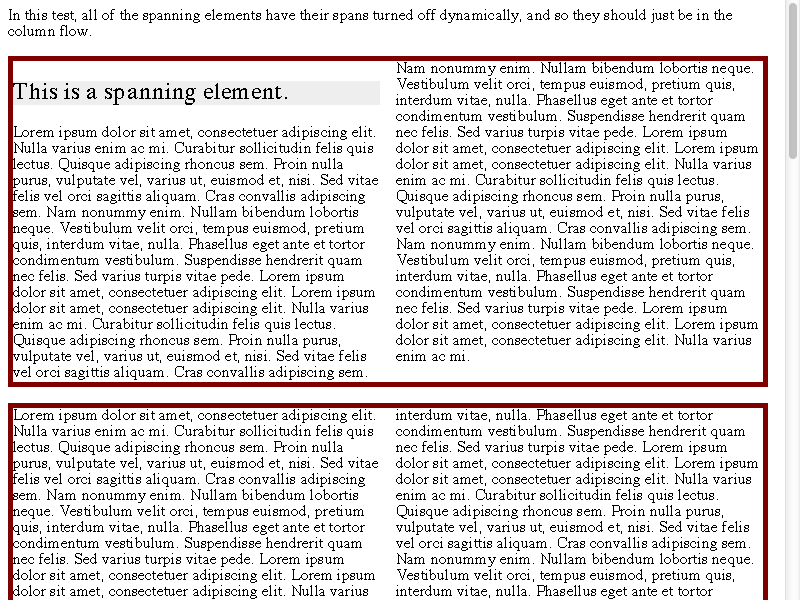 In this test, all of the spanning elements have their spans turned off dynamically, and so they should just be in the
column flow.
This is a spanning element.
Lorem ipsum dolor sit amet, consectetuer adipiscing elit.
Nulla varius enim ac mi. Curabitur sollicitudin felis quis
lectus. Quisque adipiscing rhoncus sem. Proin nulla
purus, vulputate vel, varius ut, euismod et, nisi. Sed vitae
felis vel orci sagittis aliquam. Cras convallis adipiscing
sem. Nam nonummy enim. Nullam bibendum lobortis
neque. Vestibulum velit orci, tempus euismod, pretium
quis, interdum vitae, nulla. Phasellus eget ante et tortor
condimentum vestibulum. Suspendisse hendrerit quam
nec felis. Sed varius turpis vitae pede. Lorem ipsum
dolor sit amet, consectetuer adipiscing elit. Lorem ipsum
dolor sit amet, consectetuer adipiscing elit. Nulla varius
enim ac mi. Curabitur sollicitudin felis quis lectus.
Quisque adipiscing rhoncus sem. Proin nulla purus,
vulputate vel, varius ut, euismod et, nisi. Sed vitae felis
vel orci sagittis aliquam. Cras convallis adipiscing sem.
Nam nonummy enim. Nullam bibendum lobortis neque.
Vestibulum velit orci, tempus euismod, pretium quis,
interdum vitae, nulla. Phasellus eget ante et tortor
condimentum vestibulum. Suspendisse hendrerit quam
nec felis. Sed varius turpis vitae pede. Lorem ipsum
dolor sit amet, consectetuer adipiscing elit. Lorem ipsum
dolor sit amet, consectetuer adipiscing elit. Nulla varius
enim ac mi. Curabitur sollicitudin felis quis lectus.
Quisque adipiscing rhoncus sem. Proin nulla purus,
vulputate vel, varius ut, euismod et, nisi. Sed vitae felis
vel orci sagittis aliquam. Cras convallis adipiscing sem.
Nam nonummy enim. Nullam bibendum lobortis neque.
Vestibulum velit orci, tempus euismod, pretium quis,
interdum vitae, nulla. Phasellus eget ante et tortor
condimentum vestibulum. Suspendisse hendrerit quam
nec felis. Sed varius turpis vitae pede. Lorem ipsum
dolor sit amet, consectetuer adipiscing elit. Lorem ipsum
dolor sit amet, consectetuer adipiscing elit. Nulla varius
enim ac mi.
Lorem ipsum dolor sit amet, consectetuer adipiscing elit.
Nulla varius enim ac mi. Curabitur sollicitudin felis quis
lectus. Quisque adipiscing rhoncus sem. Proin nulla
purus, vulputate vel, varius ut, euismod et, nisi. Sed vitae
felis vel orci sagittis aliquam. Cras convallis adipiscing
sem. Nam nonummy enim. Nullam bibendum lobortis
neque. Vestibulum velit orci, tempus euismod, pretium
quis, interdum vitae, nulla. Phasellus eget ante et tortor
condimentum vestibulum. Suspendisse hendrerit quam
nec felis. Sed varius turpis vitae pede. Lorem ipsum
dolor sit amet, consectetuer adipiscing elit. Lorem ipsum
dolor sit amet, consectetuer adipiscing elit. Nulla varius
interdum vitae, nulla. Phasellus eget ante et tortor
condimentum vestibulum. Suspendisse hendrerit quam
nec felis. Sed varius turpis vitae pede. Lorem ipsum
dolor sit amet, consectetuer adipiscing elit. Lorem ipsum
dolor sit amet, consectetuer adipiscing elit. Nulla varius
enim ac mi. Curabitur sollicitudin felis quis lectus.
Quisque adipiscing rhoncus sem. Proin nulla purus,
vulputate vel, varius ut, euismod et, nisi. Sed vitae felis
vel orci sagittis aliquam. Cras convallis adipiscing sem.
Nam nonummy enim. Nullam bibendum lobortis neque.
Vestibulum velit orci, tempus euismod, pretium quis,
interdum vitae, nulla. Phasellus eget ante et tortor